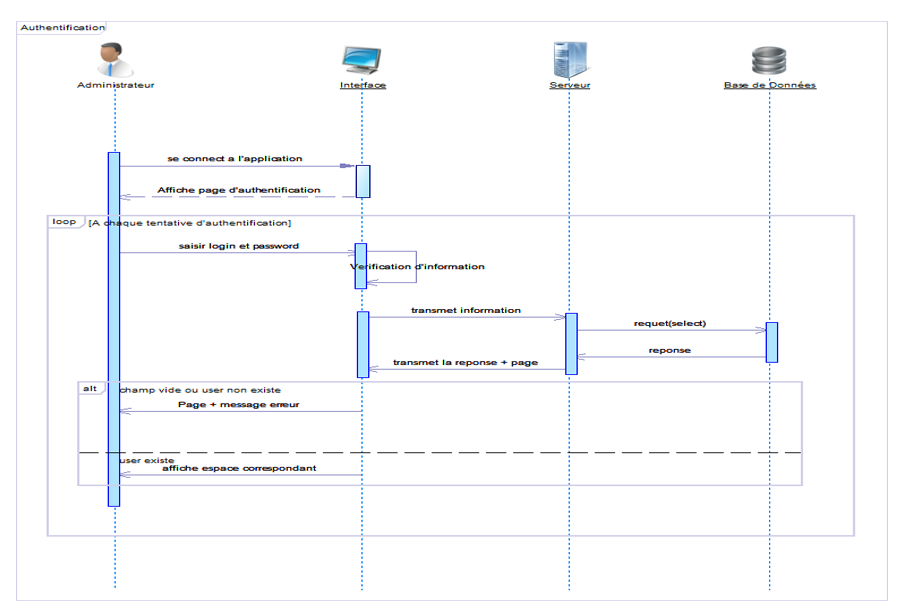 Authentification
Administrateur
Interface
Serveur
Base de Données
se connect a l'application
Affiche page d'authentification
loop
[A chaque tentative d'authentification]
saisir login et password
Verification d'information
transmet information
requet(select)
reponse
transmet la reponse + page
alt
champ vide ou user non existe
Page + message erreur
user existe
affiche espace correspondant